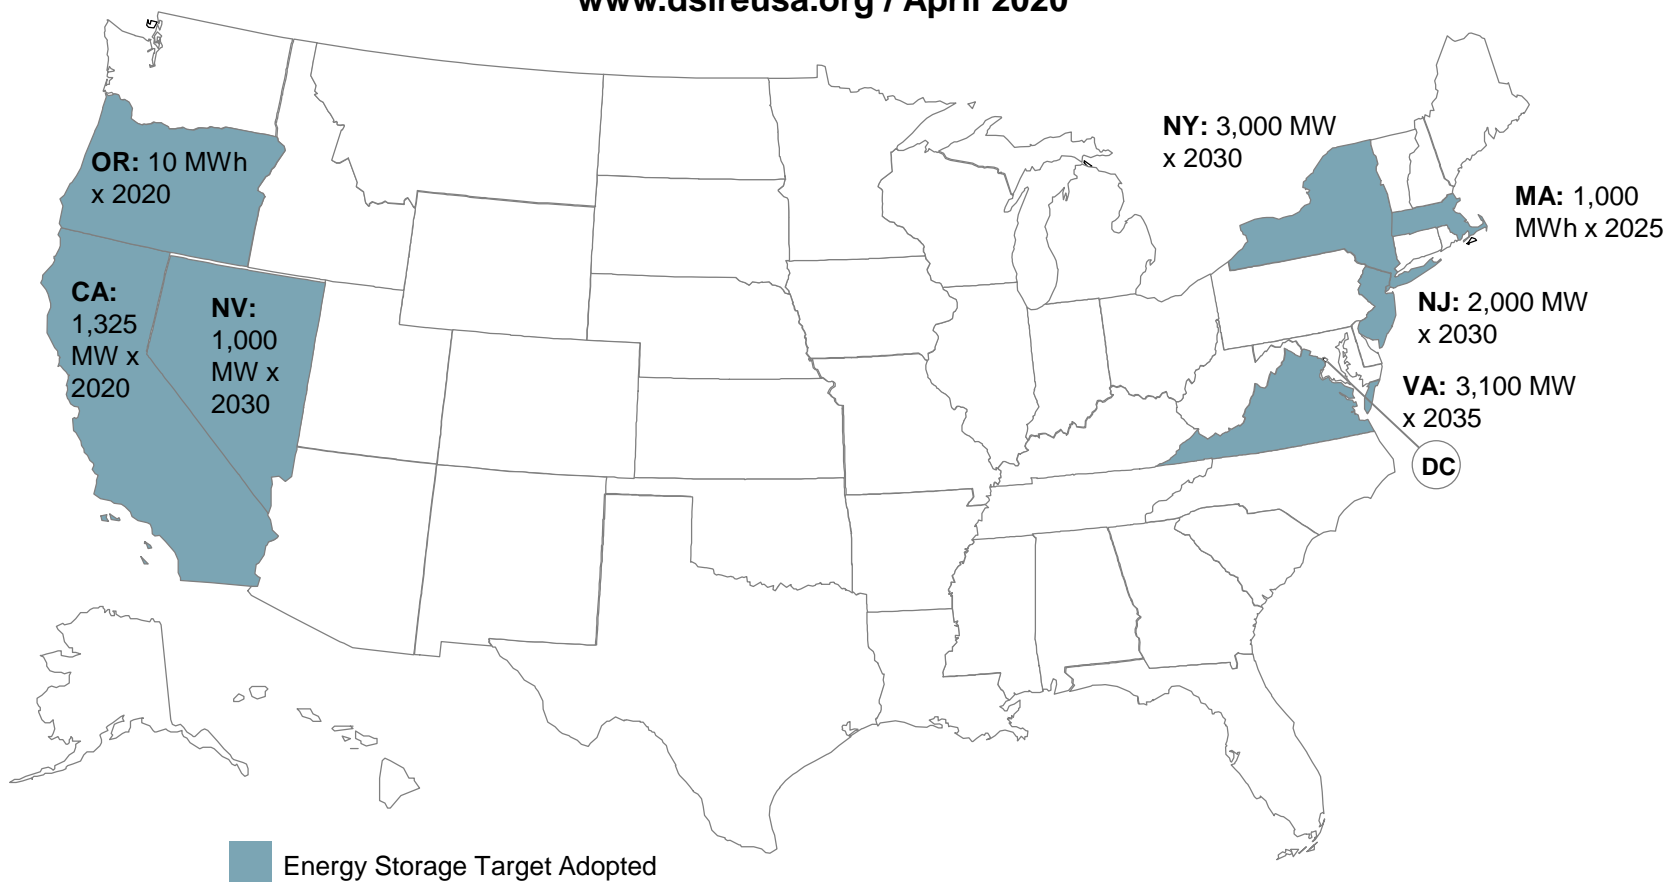 www.dsireusa.org / April 2020
NY: 3,000 MW
x 2030
OR: 10 MWh
x 2020
MA: 1,000
MWh x 2025
CA:
1,325
MW x
2020
NV:
1,000
MW x
2030
NJ: 2,000 MW
x 2030
VA: 3,100 MW
x 2035
DC
Energy Storage Target Adopted